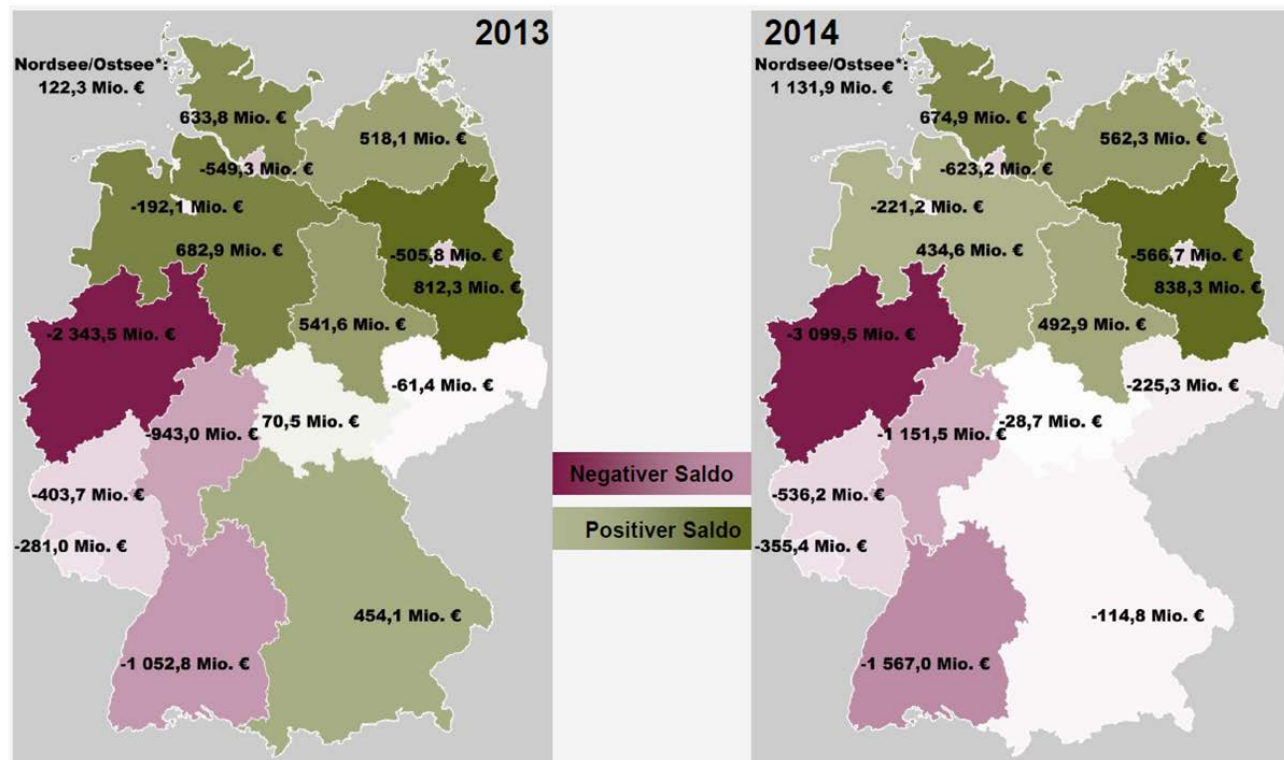 2013
Nordsee/Ostsee*:
122,3 Mio. €
633,8 Mio. €
518,1 Mio. €
-549,3 Mio. €
-192,1 Mio. €
682,9 Mio. €
-505,8 Mio. €
812,3 Mio. €
-2 343,5 Mio. €
541,6 Mio. €
-61,4 Mio. €
70,5 Mio. €
-943,0 Mio. €
-403,7 Mio. €
-281,0 Mio. €
454,1 Mio. €
-1 052,8 Mio. €
Negativer Saldo
Positiver Saldo
2014
Nordsee/Ostsee*:
1 131,9 Mio. €
674,9 Mio. €
562,3 Mio. €
-623,2 Mio. €
-221,2 Mio. €
434,6 Mio. €
-566,7 Mio. €
838,3 Mio. €
-3 099,5 Mio. €
492,9 Mio. €
-225,3 Mio. €
-28,7 Mio. €
-1 151,5 Mio. €
-536,2 Mio. €
-355,4 Mio. €
-114,8 Mio. €
-1 567,0 Mio. €